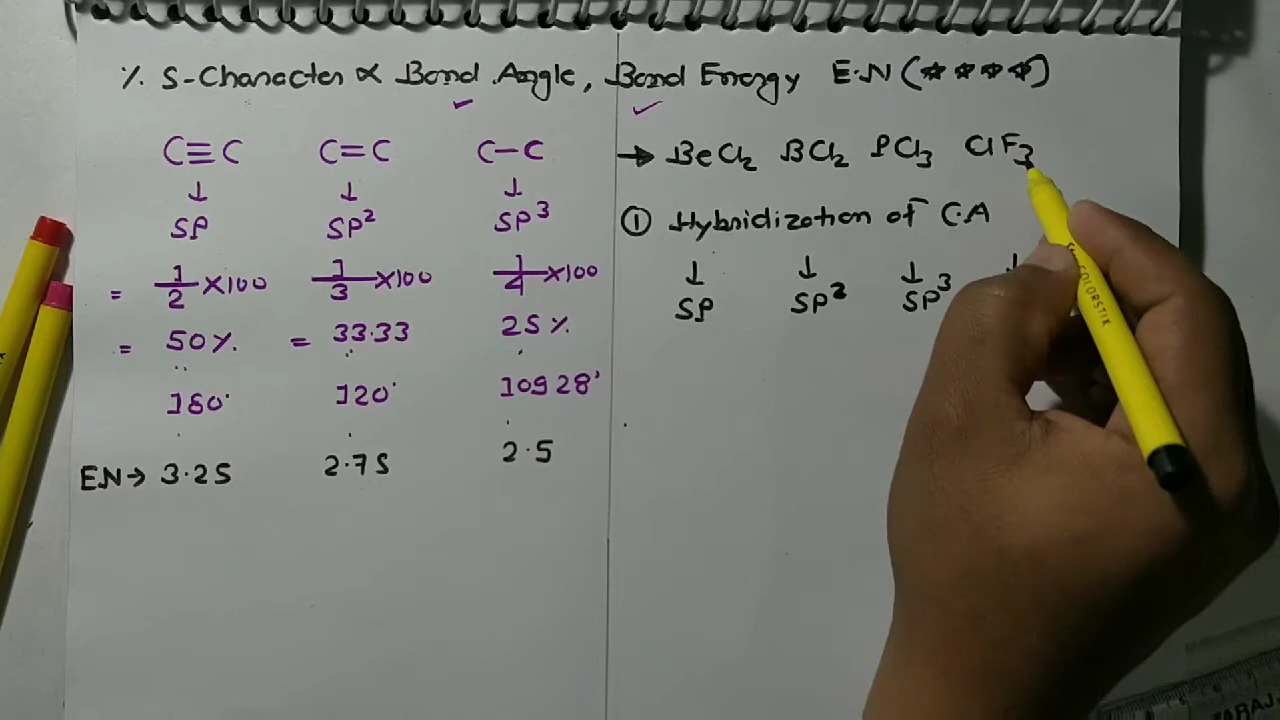 % S-Character ∝ Bond Angle, Bond Energy E.N (****)
C≡C C=C C-C
↓ ↓ ↓
SP SP² SP³
= 1/2 ×100 1/3 ×100 1/4 ×100
= 50%. = 33.33 25%
180° 120° 109 28'
EN→ 3.25 2.75 2.5
→ BeCl₂ BCl₂ PCl₃ ClF₃
① Hybridization of C.A
↓ ↓ ↓ ↓
SP SP² SP³
COLORSTIK